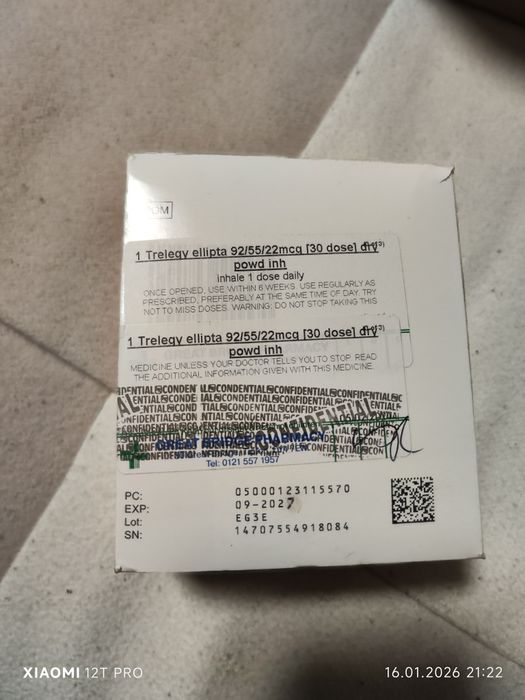 1 Trelegy ellipta 92/55/22mcg [30 dose] dry
powd inh
inhale 1 dose daily
ONCE OPENED, USE WITHIN 6 WEEKS. USE REGULARLY AS
PRESCRIBED, PREFERABLY AT THE SAME TIME OF DAY. TRY
NOT TO MISS DOSES. WARNING: DO NOT STOP TAKING THIS
1 Trelegy ellipta 92/55/22mcg [30 dose] dry
powd inh
MEDICINE UNLESS YOUR DOCTOR TELLS YOU TO STOP. READ
THE ADDITIONAL INFORMATION GIVEN WITH THIS MEDICINE.
CONFIDENTIAL
GREAT BRIDGE PHARMACY
Tel: 0121 557 1957
PC: 05000123115570
EXP: 09-2027
Lot: EG3E
SN: 14707554918084
XIAOMI 12T PRO
16.01.2026 21:22